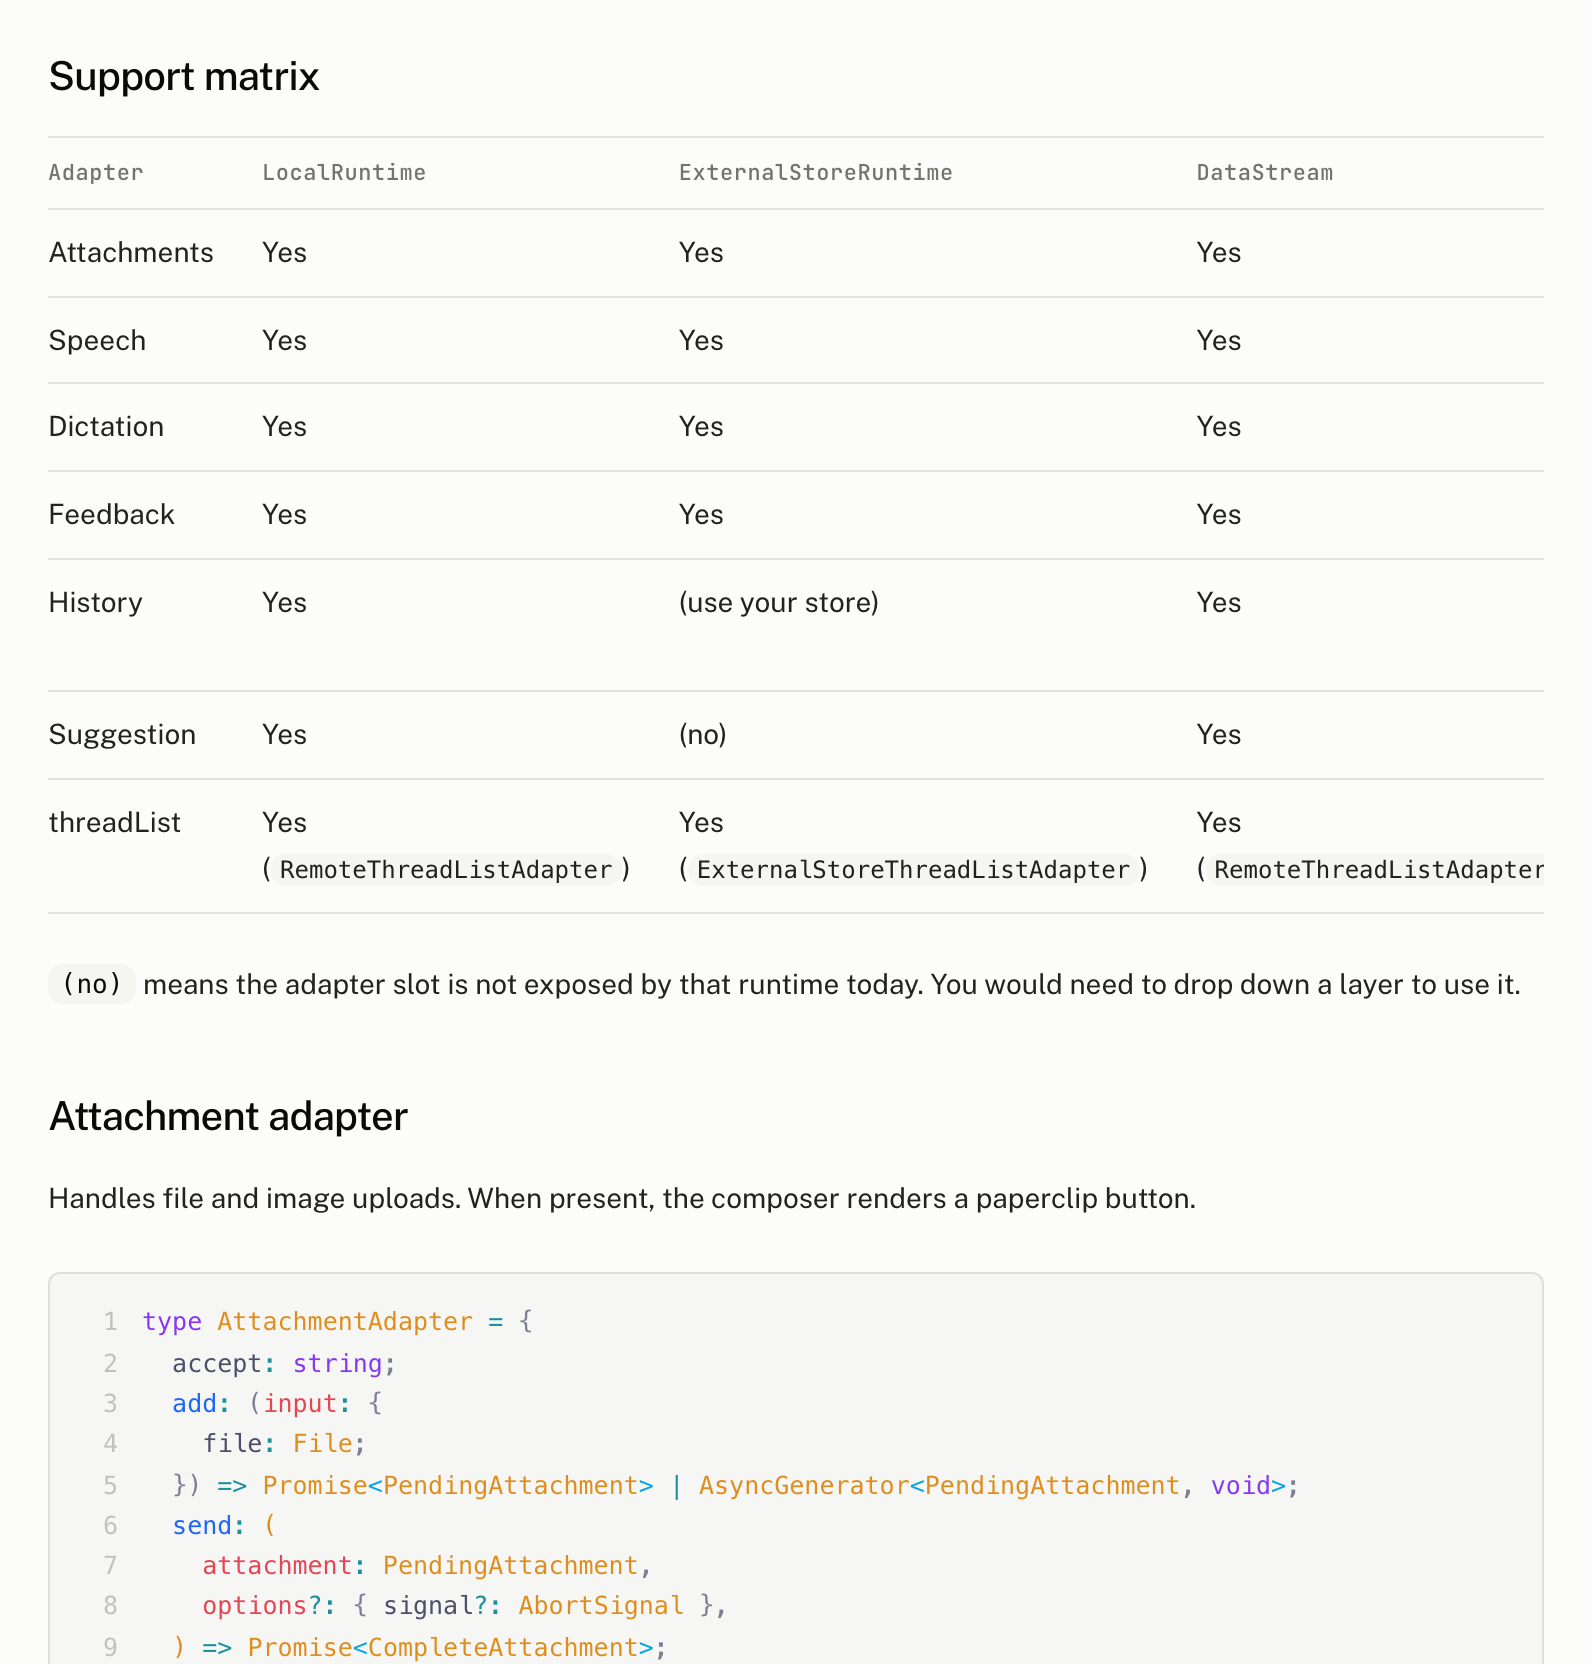 Support matrix
Adapter LocalRuntime ExternalStoreRuntime DataStream
Attachments Yes Yes Yes
Speech Yes Yes Yes
Dictation Yes Yes Yes
Feedback Yes Yes Yes
History Yes (use your store) Yes
Suggestion Yes (no) Yes
threadList Yes Yes Yes
(RemoteThreadListAdapter) (ExternalStoreThreadListAdapter) (RemoteThreadListAdapter
(no) means the adapter slot is not exposed by that runtime today. You would need to drop down a layer to use it.
Attachment adapter
Handles file and image uploads. When present, the composer renders a paperclip button.
1 type AttachmentAdapter = {
2   accept: string;
3   add: (input: {
4     file: File;
5   }) => Promise<PendingAttachment> | AsyncGenerator<PendingAttachment, void>;
6   send: (
7     attachment: PendingAttachment,
8     options?: { signal?: AbortSignal },
9   ) => Promise<CompleteAttachment>;